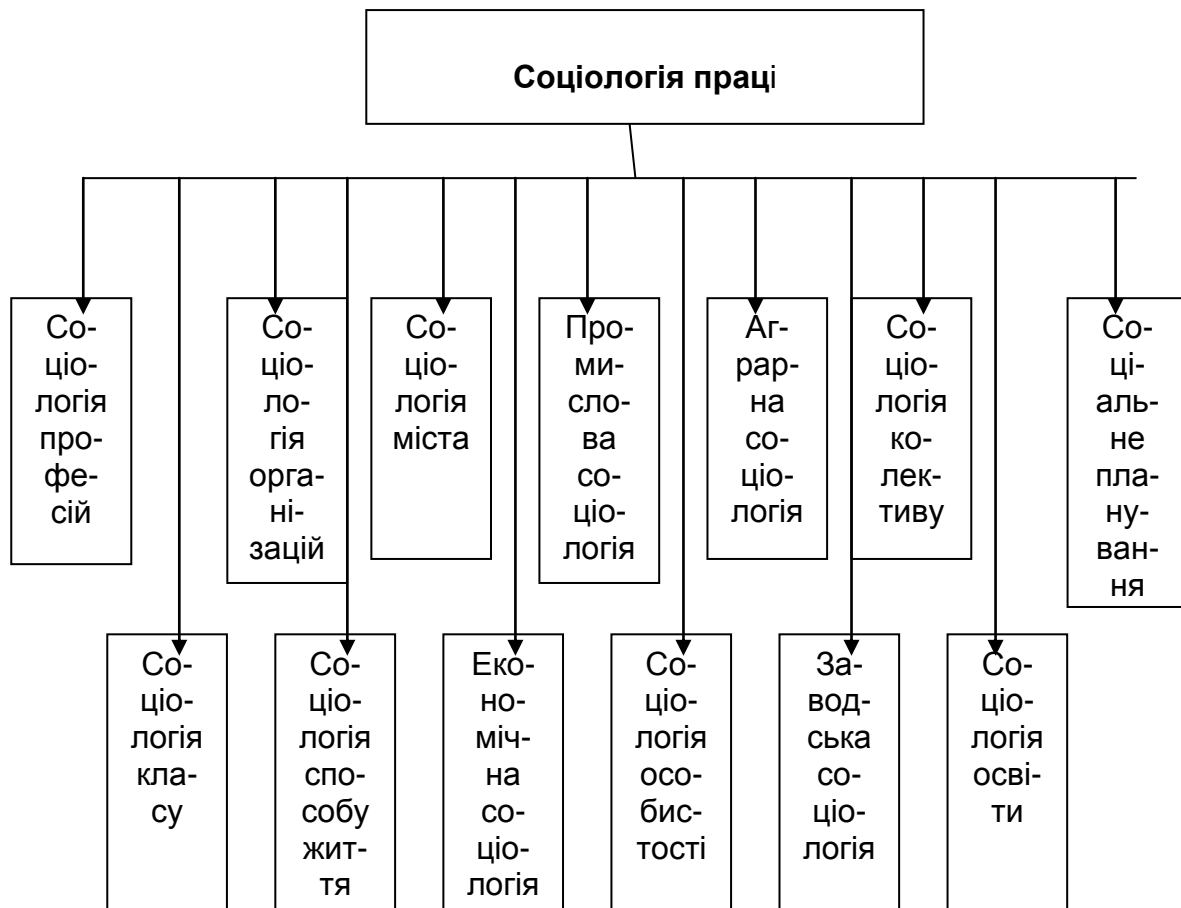 Соціологія праці
Со-
ціо-
логія
про-
фе-
сій
Со-
ціо-
ло-
гія
орга-
ні-
зацій
Со-
ціо-
логія
міста
Про-
ми-
сло-
ва
со-
ціо-
логія
Аг-
рар-
на
со-
ціо-
логія
Со-
ціо-
логія
ко-
лек-
тиву
Со-
ці-
аль-
не
пла-
ну-
ван-
ня
Со-
ціо-
логія
кла-
су
Со-
ціо-
логія
спо-
собу
жит-
тя
Еко-
но-
міч-
на
со-
ціо-
логія
Со-
ціо-
логія
осо-
бис-
тості
За-
вод-
ська
со-
ціо-
логія
Со-
ціо-
логія
осві-
ти